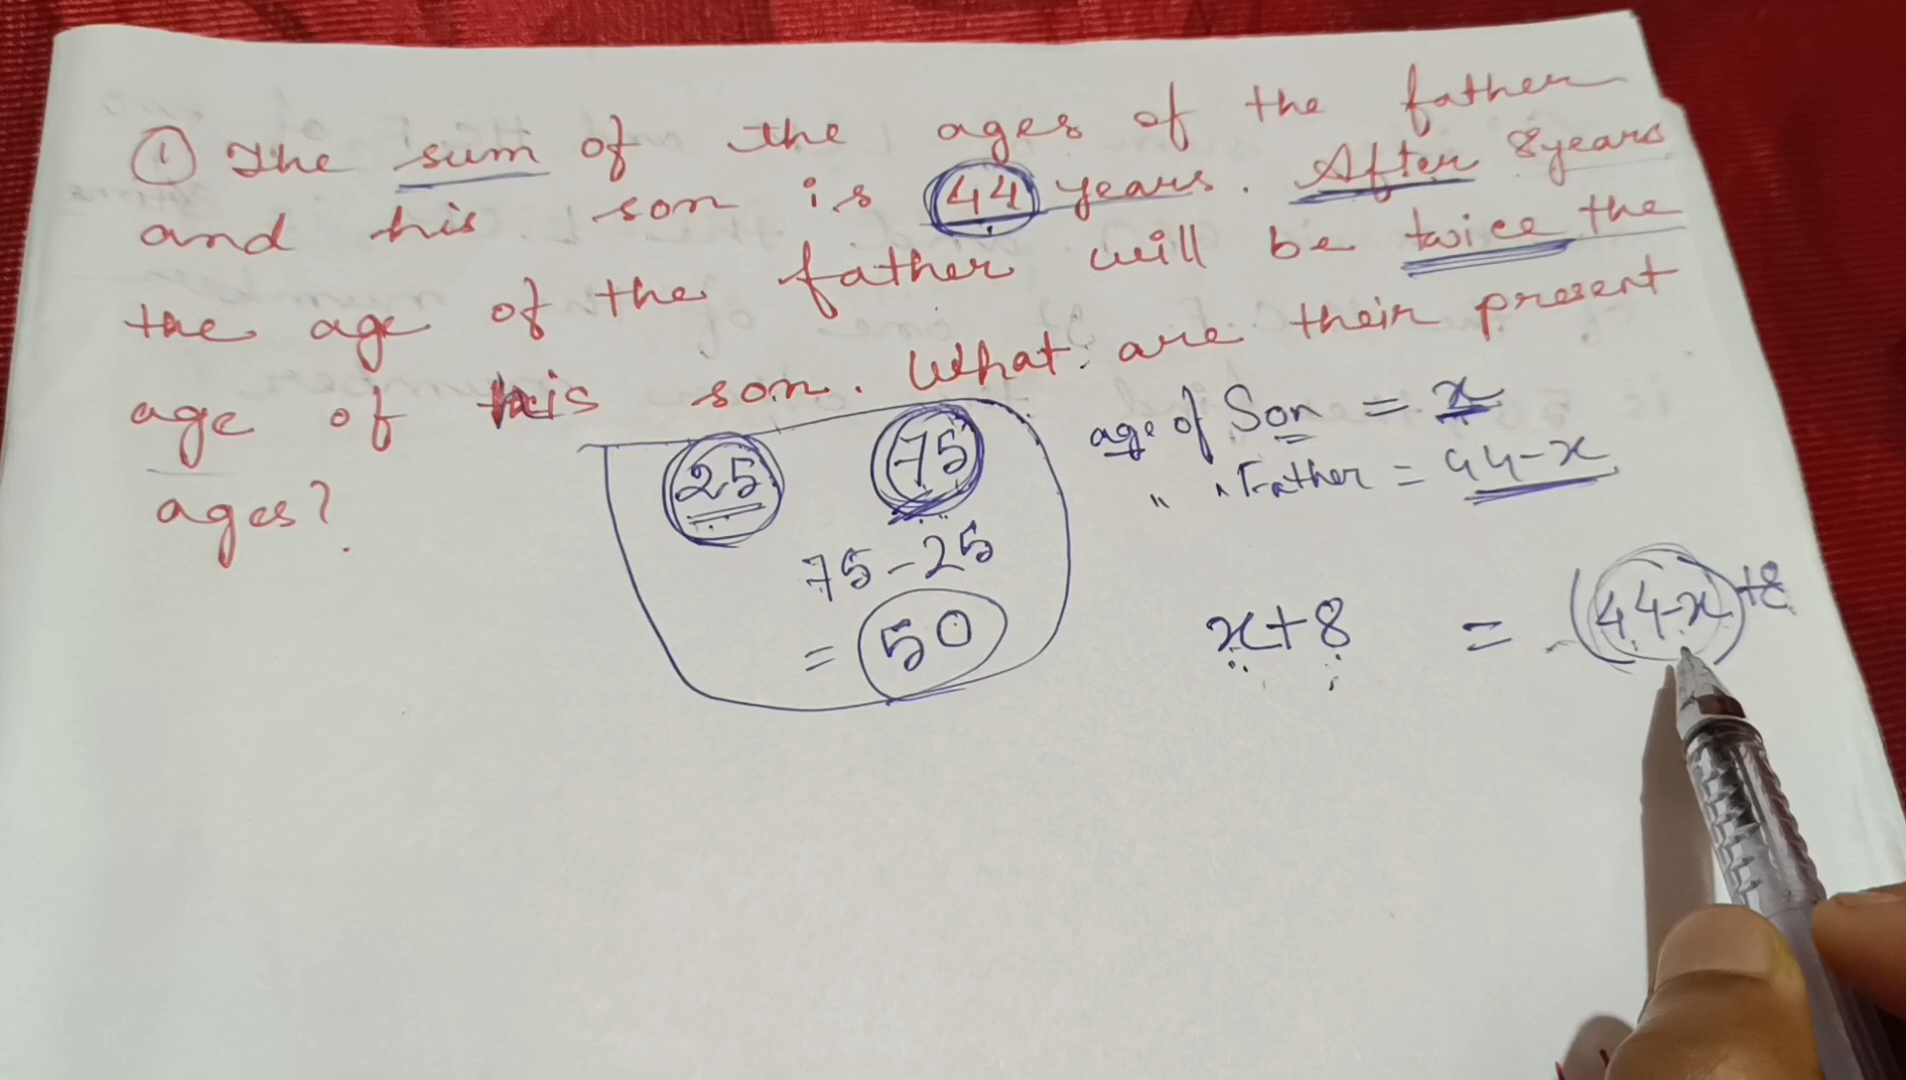 ① The sum of the ages of the father
and his son is 44 years. After 8 years
the age of the father will be twice the
age of his son. What are their present
ages?
25 75
75-25
= 50
age of Son = x
" " Father = 44-x
x+8 = (44-x)+8